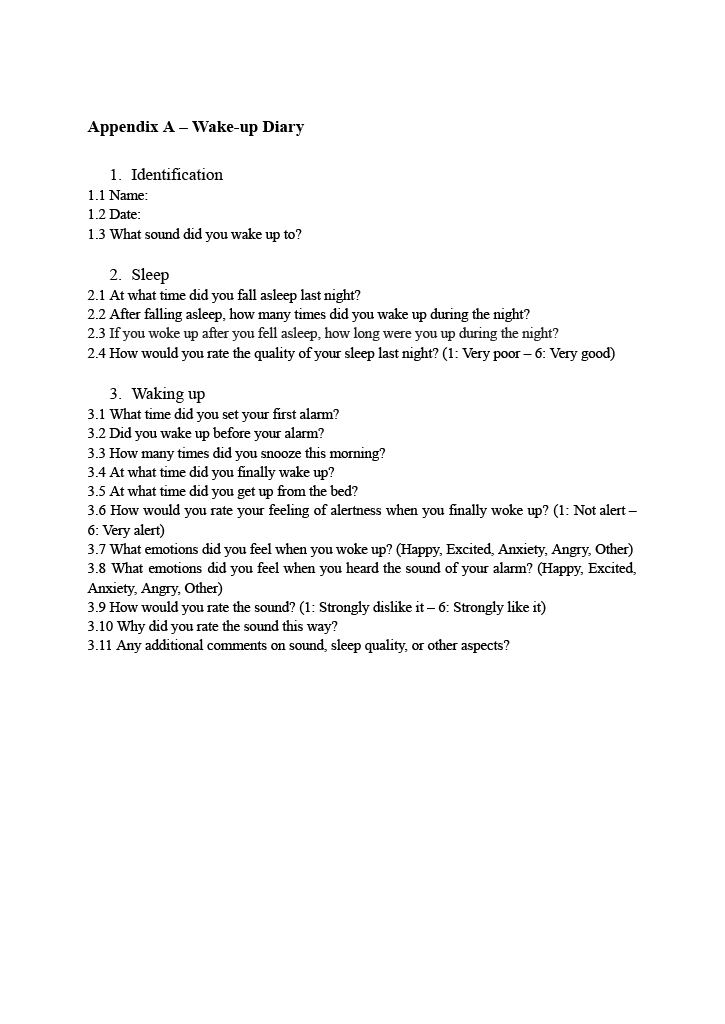 Appendix A – Wake-up Diary
1. Identification
1.1 Name:
1.2 Date:
1.3 What sound did you wake up to?
2. Sleep
2.1 At what time did you fall asleep last night?
2.2 After falling asleep, how many times did you wake up during the night?
2.3 If you woke up after you fell asleep, how long were you up during the night?
2.4 How would you rate the quality of your sleep last night? (1: Very poor – 6: Very good)
3. Waking up
3.1 What time did you set your first alarm?
3.2 Did you wake up before your alarm?
3.3 How many times did you snooze this morning?
3.4 At what time did you finally wake up?
3.5 At what time did you get up from the bed?
3.6 How would you rate your feeling of alertness when you finally woke up? (1: Not alert –
6: Very alert)
3.7 What emotions did you feel when you woke up? (Happy, Excited, Anxiety, Angry, Other)
3.8 What emotions did you feel when you heard the sound of your alarm? (Happy, Excited,
Anxiety, Angry, Other)
3.9 How would you rate the sound? (1: Strongly dislike it – 6: Strongly like it)
3.10 Why did you rate the sound this way?
3.11 Any additional comments on sound, sleep quality, or other aspects?